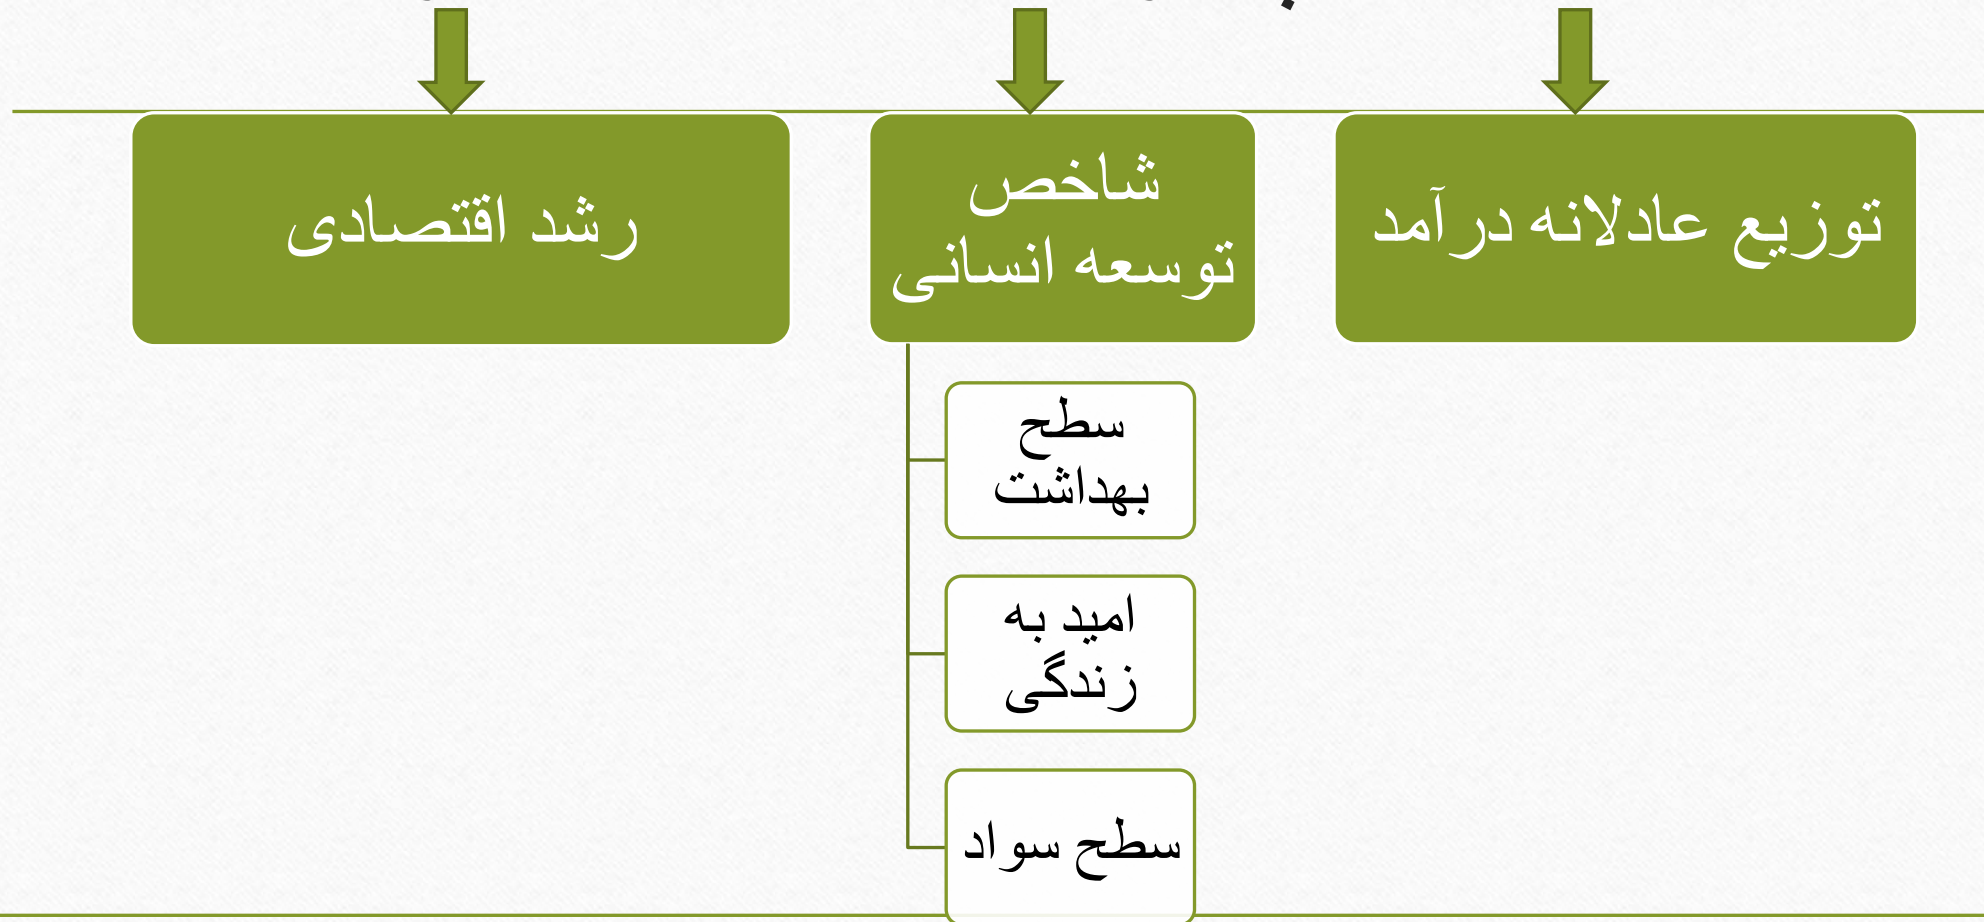 توزیع عادلانه درآمد
شاخص
توسعه انسانی
رشد اقتصادی
سطح
بهداشت
امید به
زندگی
سطح سواد